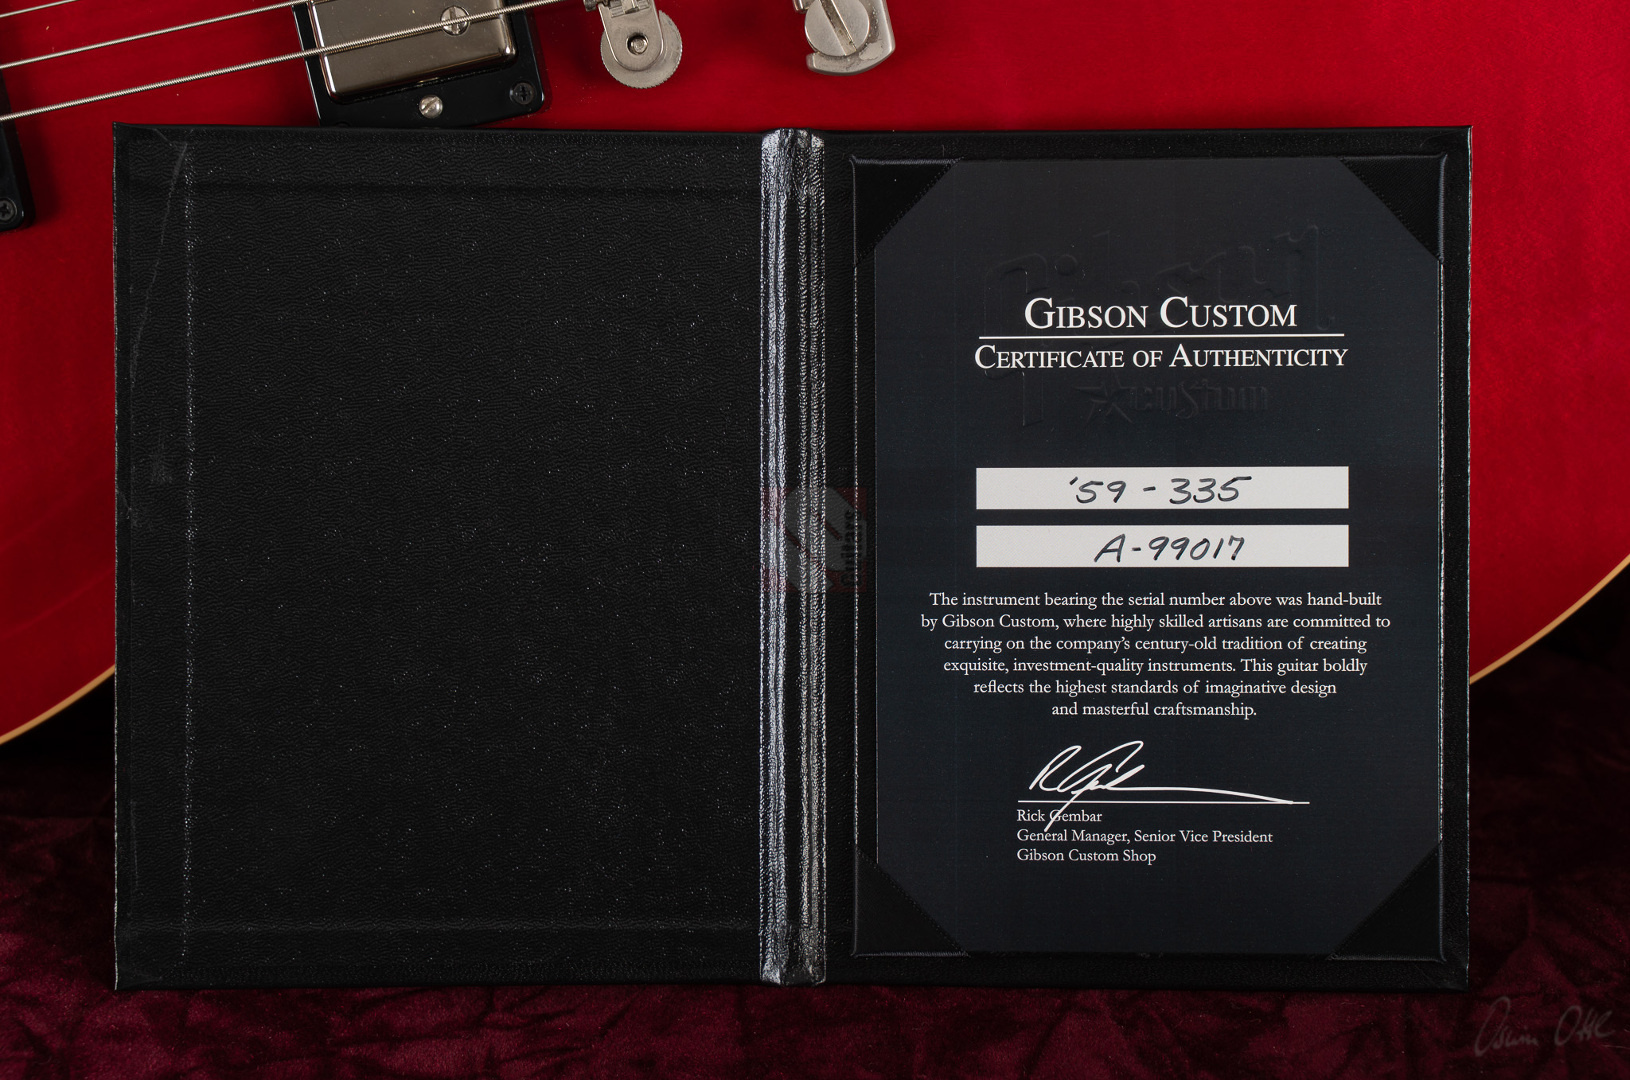 Gibson
GIBSON CUSTOM
CERTIFICATE OF AUTHENTICITY
custom
'59 - 335
A-99017
Guitars
The instrument bearing the serial number above was hand-built
by Gibson Custom, where highly skilled artisans are committed to
carrying on the company's century-old tradition of creating
exquisite, investment-quality instruments. This guitar boldly
reflects the highest standards of imaginative design
and masterful craftsmanship.
Rick Gembar
General Manager, Senior Vice President
Gibson Custom Shop